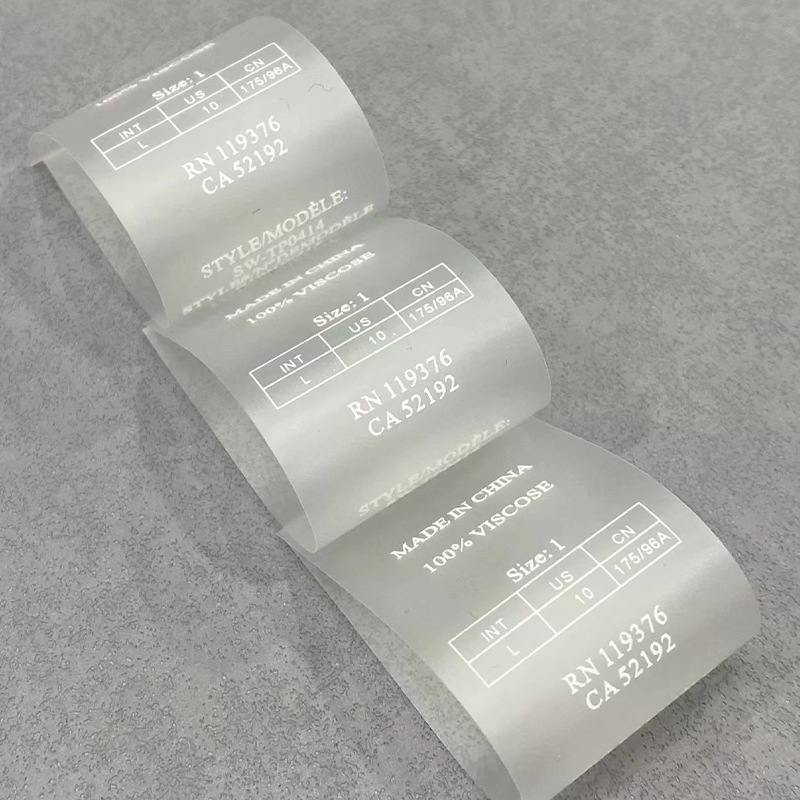 100% VISCOSE
Size: 1
INT US CN
L 10 175/96A
RN 119376
CA 52192
STYLE/MODÈLE:
SW-TP0414
STYLE/N°DEMODÈLE
MADE IN CHINA
100% VISCOSE
Size: 1
INT US CN
L 10 175/96A
RN 119376
CA 52192
STYLE/MODÈLE:
MADE IN CHINA
100% VISCOSE
Size: 1
INT US CN
L 10 175/96A
RN 119376
CA 52192